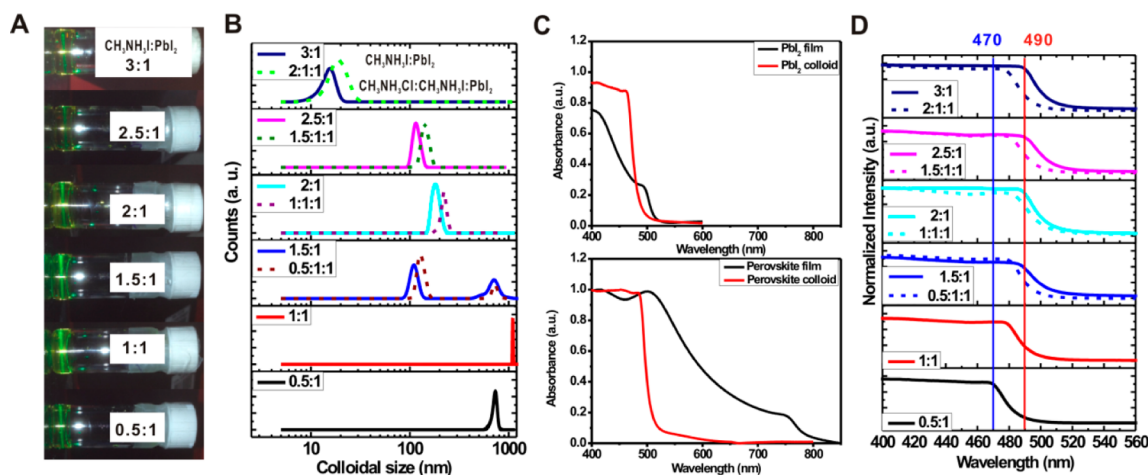 A
CH3NH3I:PbI2
3:1
2.5:1
2:1
1.5:1
1:1
0.5:1
B
3:1
2:1:1
CH3NH3I:PbI2
CH3NH3Cl:CH3NH3I:PbI2
2.5:1
1.5:1:1
2:1
1:1:1
1.5:1
0.5:1:1
1:1
0.5:1
Counts (a. u.)
10 100 1000
Colloidal size (nm)
C
PbI2 film
PbI2 colloid
Absorbance (a.u.)
1.2
1.0
0.8
0.6
0.4
0.2
0.0
400 500 600 700 800
Wavelength (nm)
Perovskite film
Perovskite colloid
Absorbance (a.u.)
1.2
1.0
0.8
0.6
0.4
0.2
0.0
400 500 600 700 800
Wavelength (nm)
D
470 490
3:1
2:1:1
2.5:1
1.5:1:1
2:1
1:1:1
1.5:1
0.5:1:1
1:1
0.5:1
Normalized Intensity (a.u.)
400 420 440 460 480 500 520 540 560
Wavelength (nm)